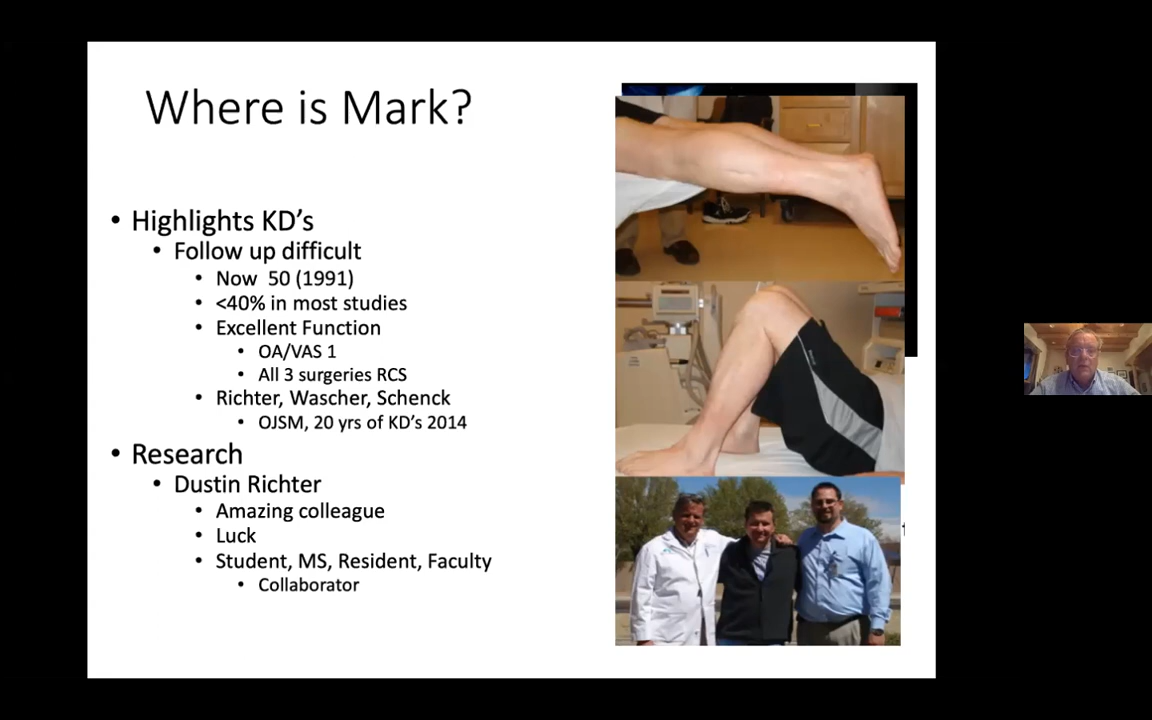 Where is Mark?
• Highlights KD's
• Follow up difficult
• Now 50 (1991)
• <40% in most studies
• Excellent Function
• OA/VAS 1
• All 3 surgeries RCS
• Richter, Wascher, Schenck
• OJSM, 20 yrs of KD's 2014
• Research
• Dustin Richter
• Amazing colleague
• Luck
• Student, MS, Resident, Faculty
• Collaborator